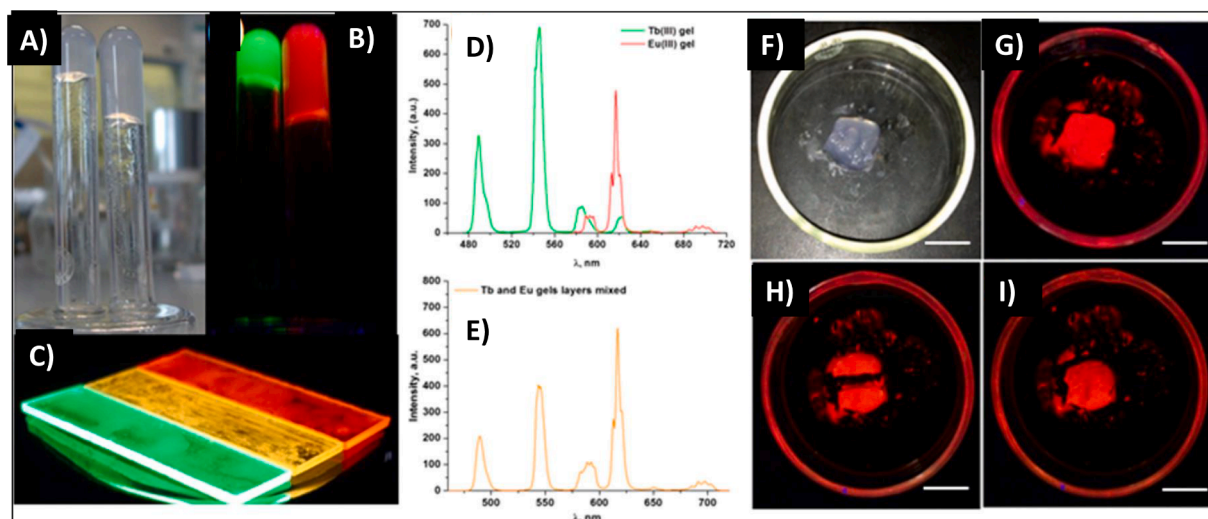 A)
B)
C)
D)
700
600
500
400
300
200
100
0
480 520 560 600 640 680 720
λ, nm
Intensity, (a.u.)
Tb(III) gel
Eu(III) gel
E)
800
700
600
500
400
300
200
100
0
500 550 600 650 700
λ, nm
Intensity, a.u.
Tb and Eu gels layers mixed
F)
G)
H)
I)